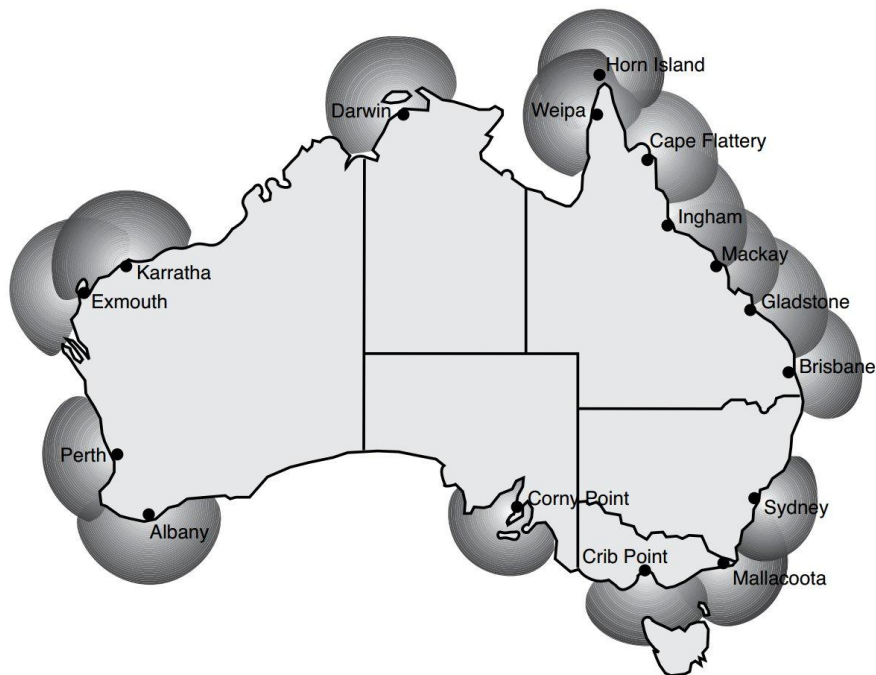 Horn Island
Darwin
Weipa
Cape Flattery
Ingham
Mackay
Karratha
Exmouth
Gladstone
Brisbane
Perth
Corny Point
Sydney
Albany
Crib Point
Mallacoota